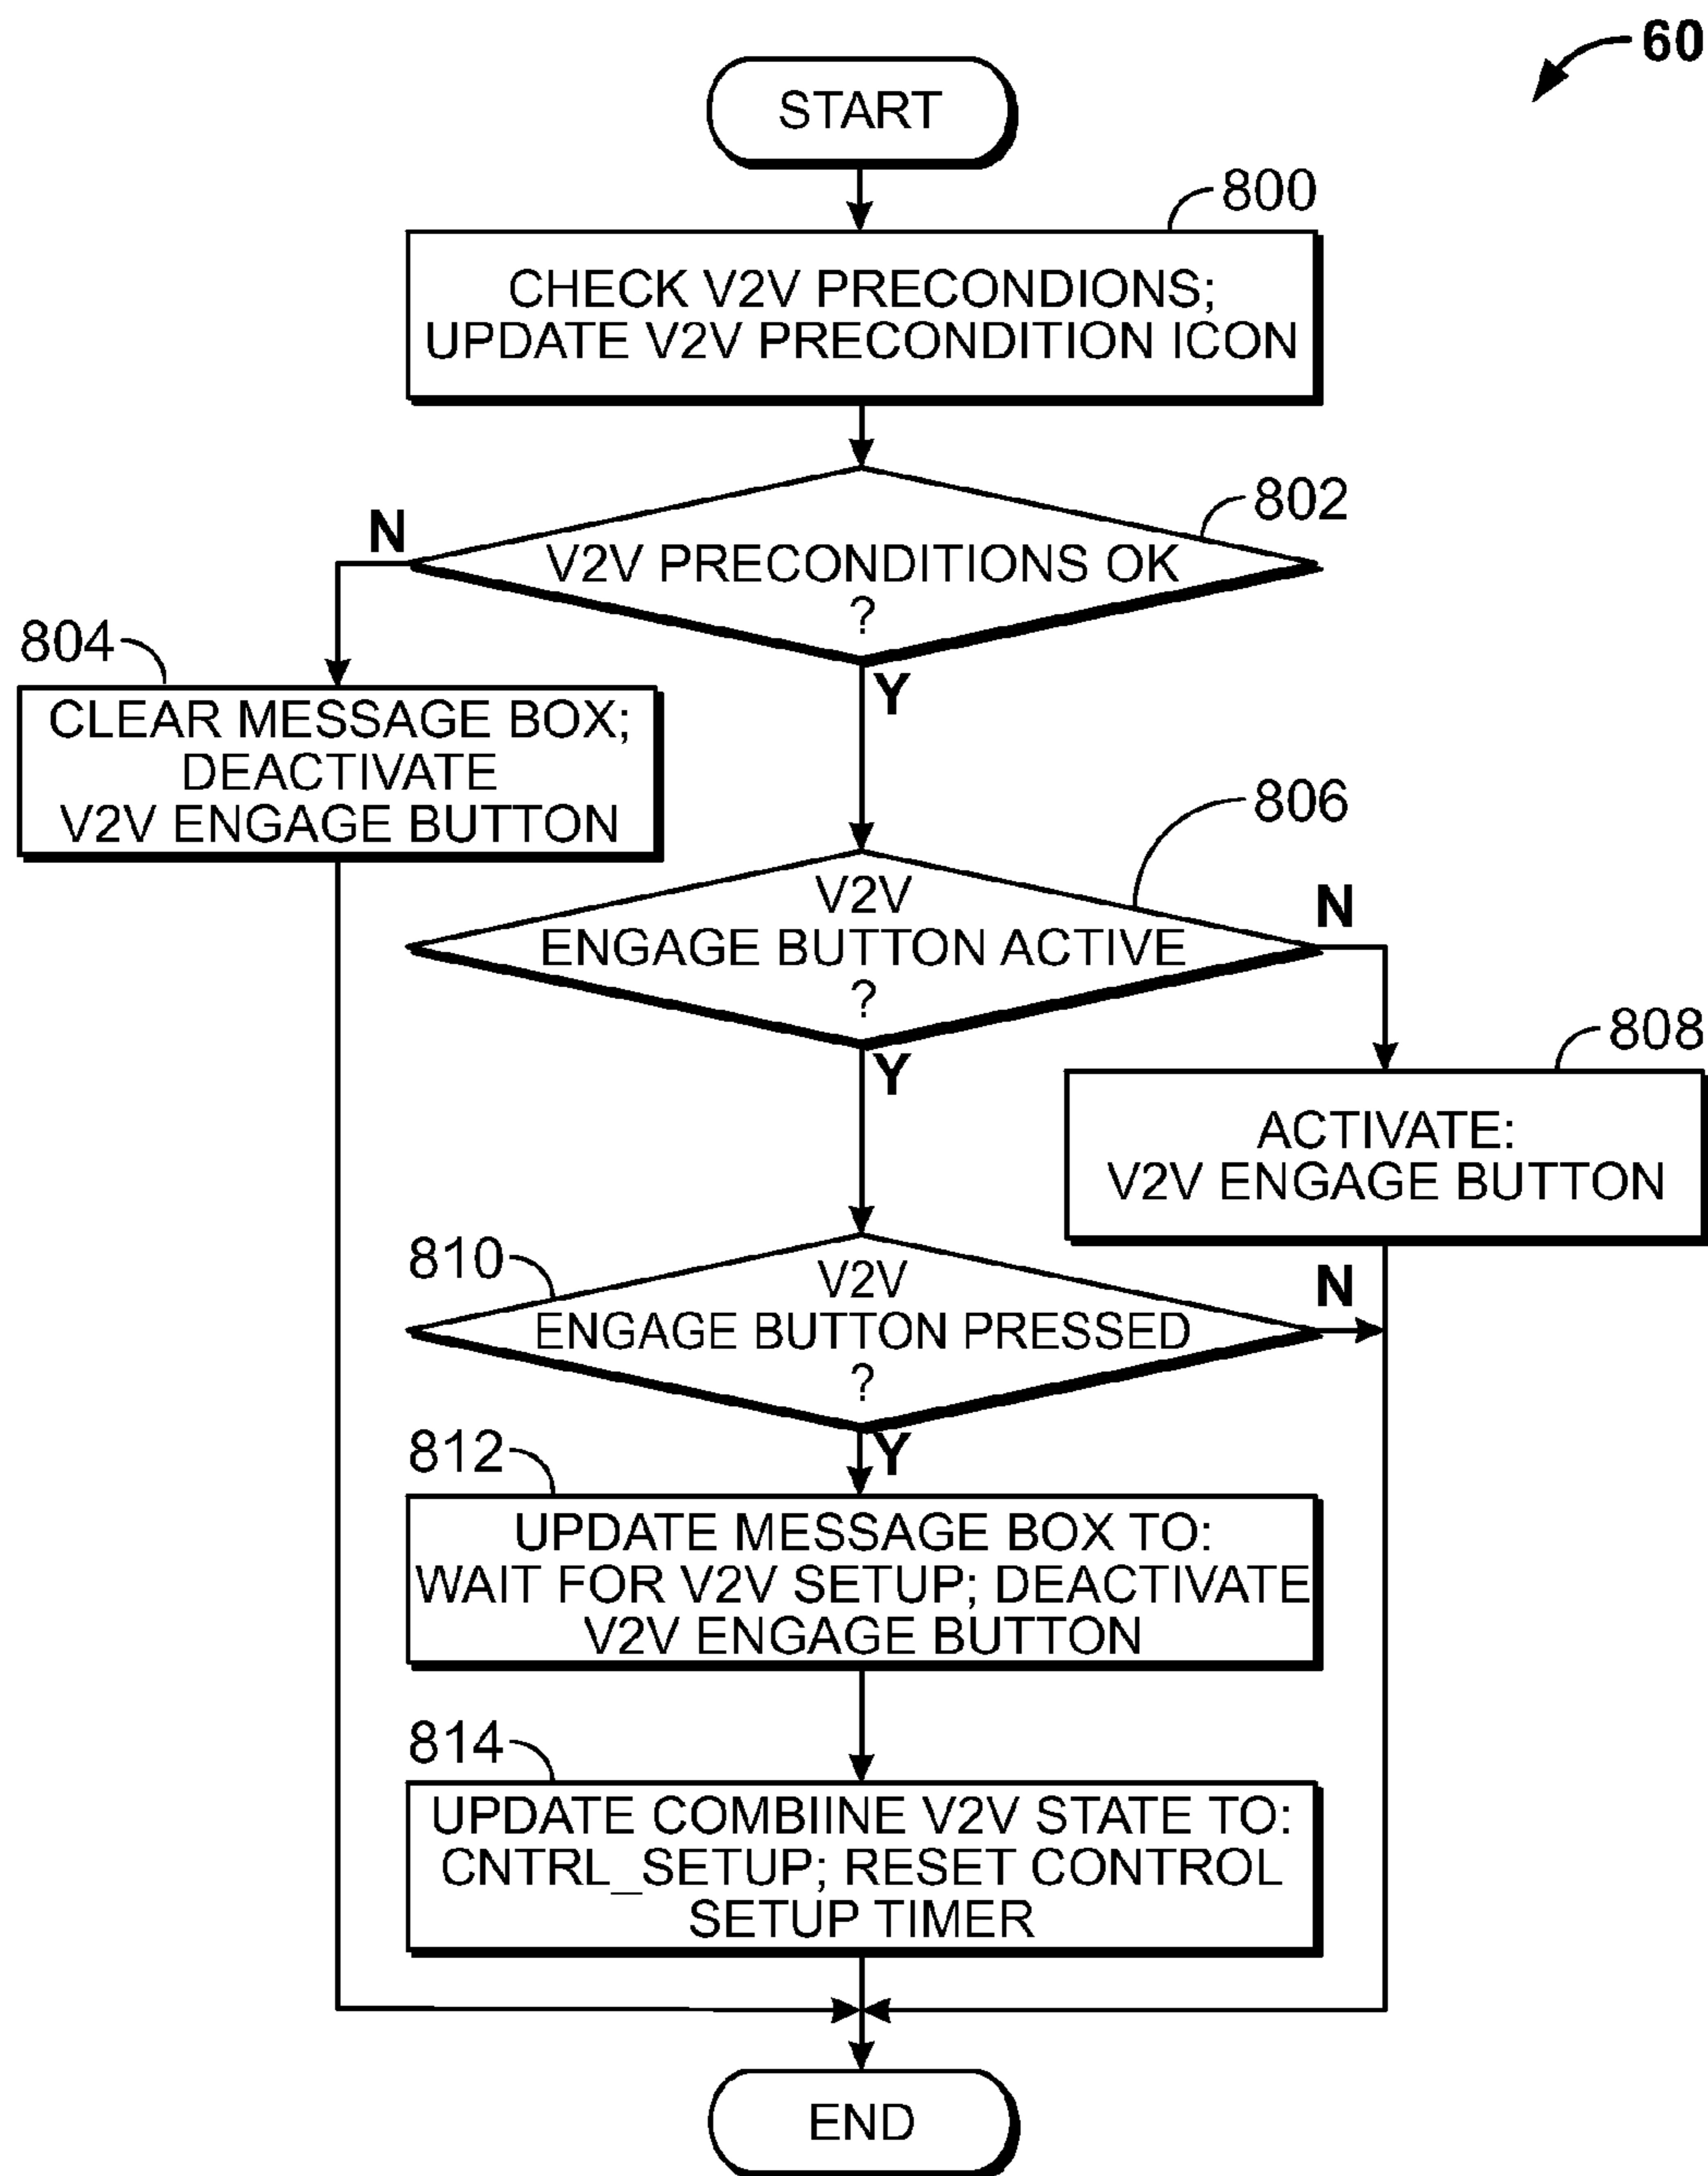 60
START
800
CHECK V2V PRECONDIONS;
UPDATE V2V PRECONDITION ICON
802
N
V2V PRECONDITIONS OK
?
Y
804
CLEAR MESSAGE BOX;
DEACTIVATE
V2V ENGAGE BUTTON
806
V2V
ENGAGE BUTTON ACTIVE
?
N
Y
808
ACTIVATE:
V2V ENGAGE BUTTON
810
V2V
ENGAGE BUTTON PRESSED
?
N
Y
812
UPDATE MESSAGE BOX TO:
WAIT FOR V2V SETUP; DEACTIVATE
V2V ENGAGE BUTTON
814
UPDATE COMBIINE V2V STATE TO:
CNTRL_SETUP; RESET CONTROL
SETUP TIMER
END